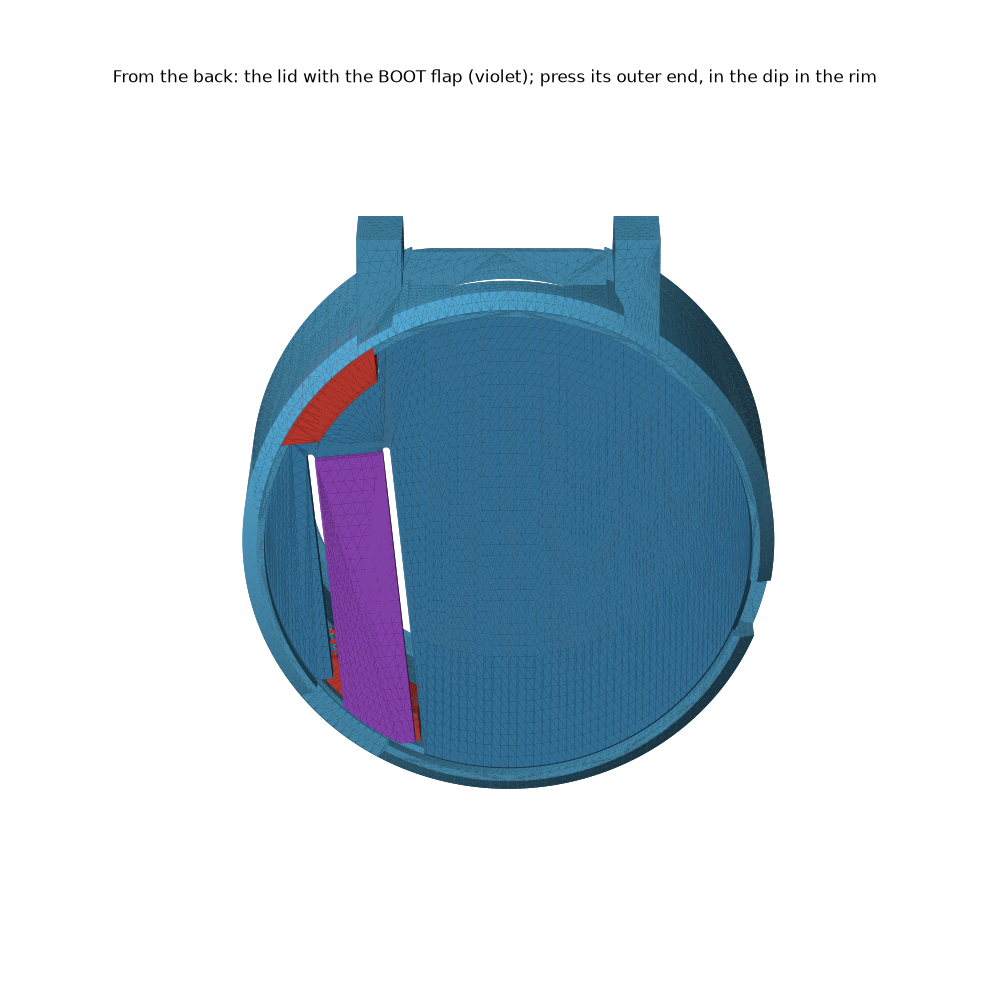 From the back: the lid with the BOOT flap (violet); press its outer end, in the dip in the rim